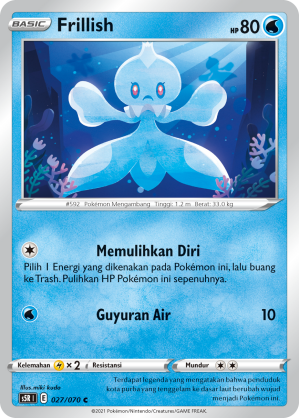 BASIC Frillish HP 80
#592 Pokémon Mengambang Tinggi: 1.2 m Berat: 33.0 kg
Memulihkan Diri
Pilih 1 Energi yang dikenakan pada Pokémon ini, lalu buang
ke Trash. Pulihkan HP Pokémon ini sepenuhnya.
Guyuran Air 10
Kelemahan × 2 Resistansi Mundur
Illus. miki kudo
s5R I E 027/070 C
Terdapat legenda yang mengatakan bahwa penduduk
kota purba yang tenggelam ke dasar laut berubah wujud
menjadi Pokémon ini.
©2021 Pokémon/Nintendo/Creatures/GAME FREAK.